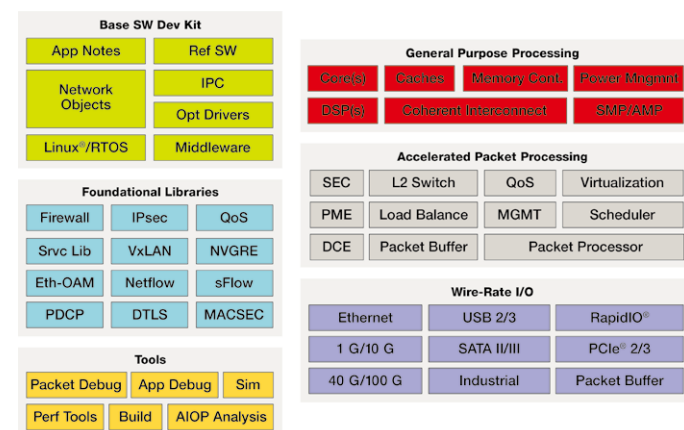 Base SW Dev Kit
App Notes
Ref SW
Network
Objects
IPC
Opt Drivers
Linux®/RTOS
Middleware
Foundational Libraries
Firewall
IPsec
QoS
Srvc Lib
VxLAN
NVGRE
Eth-OAM
Netflow
sFlow
PDCP
DTLS
MACSEC
Tools
Packet Debug
App Debug
Sim
Perf Tools
Build
AIOP Analysis
General Purpose Processing
Core(s)
Caches
Memory Cont.
Power Mngmnt
DSP(s)
Coherent Interconnect
SMP/AMP
Accelerated Packet Processing
SEC
L2 Switch
QoS
Virtualization
PME
Load Balance
MGMT
Scheduler
DCE
Packet Buffer
Packet Processor
Wire-Rate I/O
Ethernet
USB 2/3
RapidIO®
1 G/10 G
SATA II/III
PCIe® 2/3
40 G/100 G
Industrial
Packet Buffer